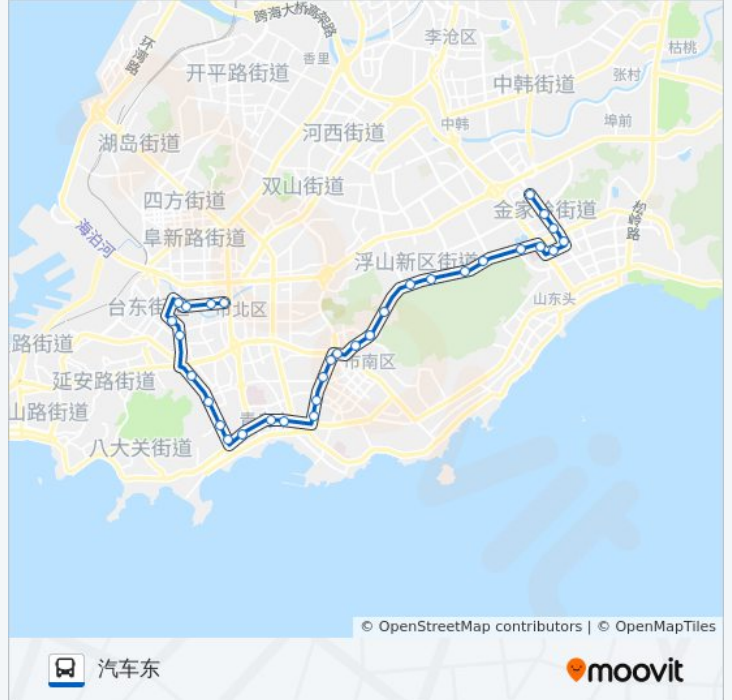 跨海大桥高架路
环湾路
香里
李沧区
枯桃
开平路街道
张村
中韩街道
河西街道
中韩
埠前
湖岛街道
双山街道
四方街道
金家岭街道
松岭路
海泊河
阜新路街道
浮山新区街道
台东街道
市北区
山东头
路街道
市南区
延安路街道
山路街道
青
八大关街道
© OpenStreetMap contributors | © OpenMapTiles
汽车东
moovit